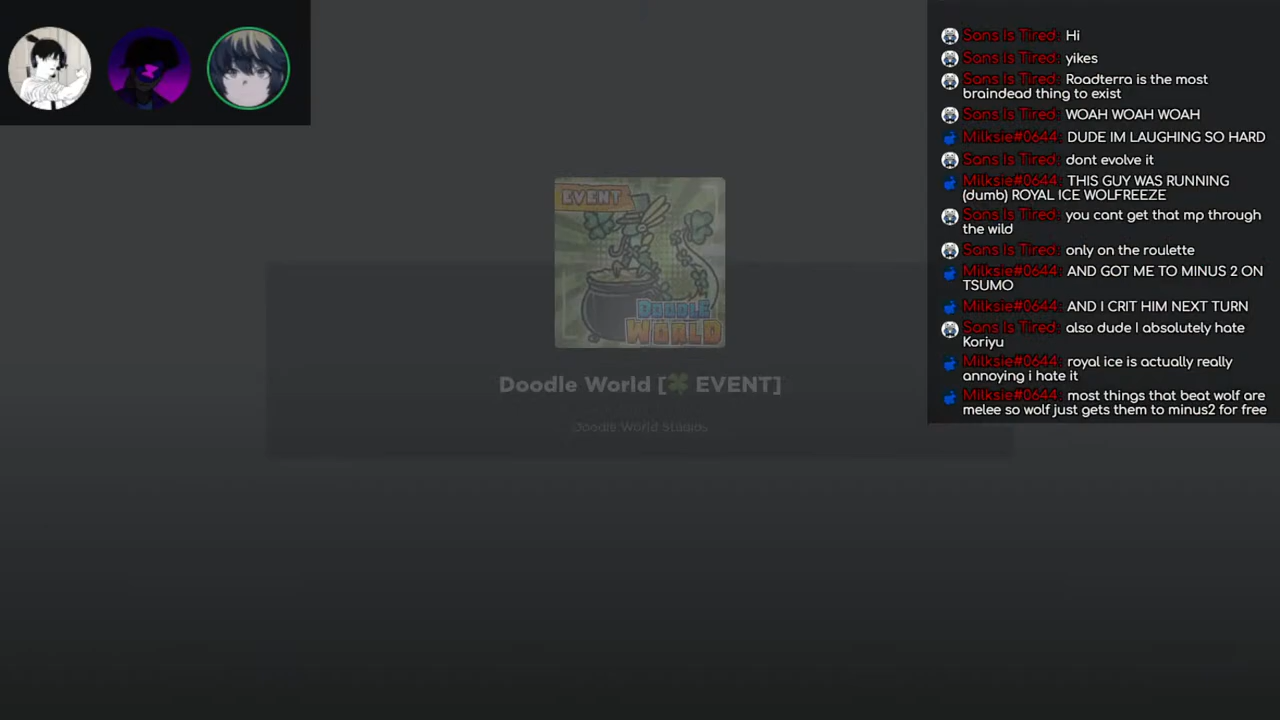 Sans Is Tired: Hi
Sans Is Tired: yikes
Sans Is Tired: Roadterra is the most
braindead thing to exist
Sans Is Tired: WOAH WOAH WOAH
Milksie#0644: DUDE IM LAUGHING SO HARD
Sans Is Tired: dont evolve it
Milksie#0644: THIS GUY WAS RUNNING
(dumb) ROYAL ICE WOLFREEZE
Sans Is Tired: you cant get that mp through
the wild
Sans Is Tired: only on the roulette
Milksie#0644: AND GOT ME TO MINUS 2 ON
TSUMO
Milksie#0644: AND I CRIT HIM NEXT TURN
Sans Is Tired: also dude I absolutely hate
Koriyu
Milksie#0644: royal ice is actually really
annoying i hate it
Milksie#0644: most things that beat wolf are
melee so wolf just gets them to minus2 for free
EVENT
DOODLE
WORLD
Doodle World [🍀 EVENT]
Doodle World Studios